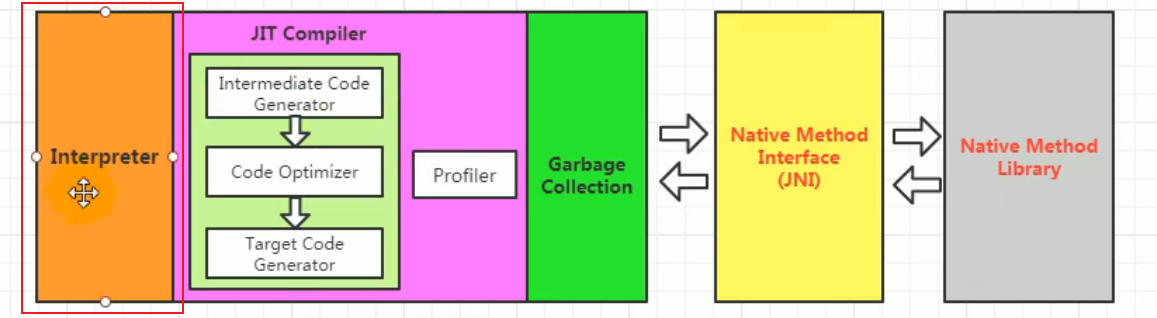 Interpreter
JIT Compiler
Intermediate Code
Generator
Code Optimizer
Target Code
Generator
Profiler
Garbage
Collection
Native Method
Interface
(JNI)
Native Method
Library